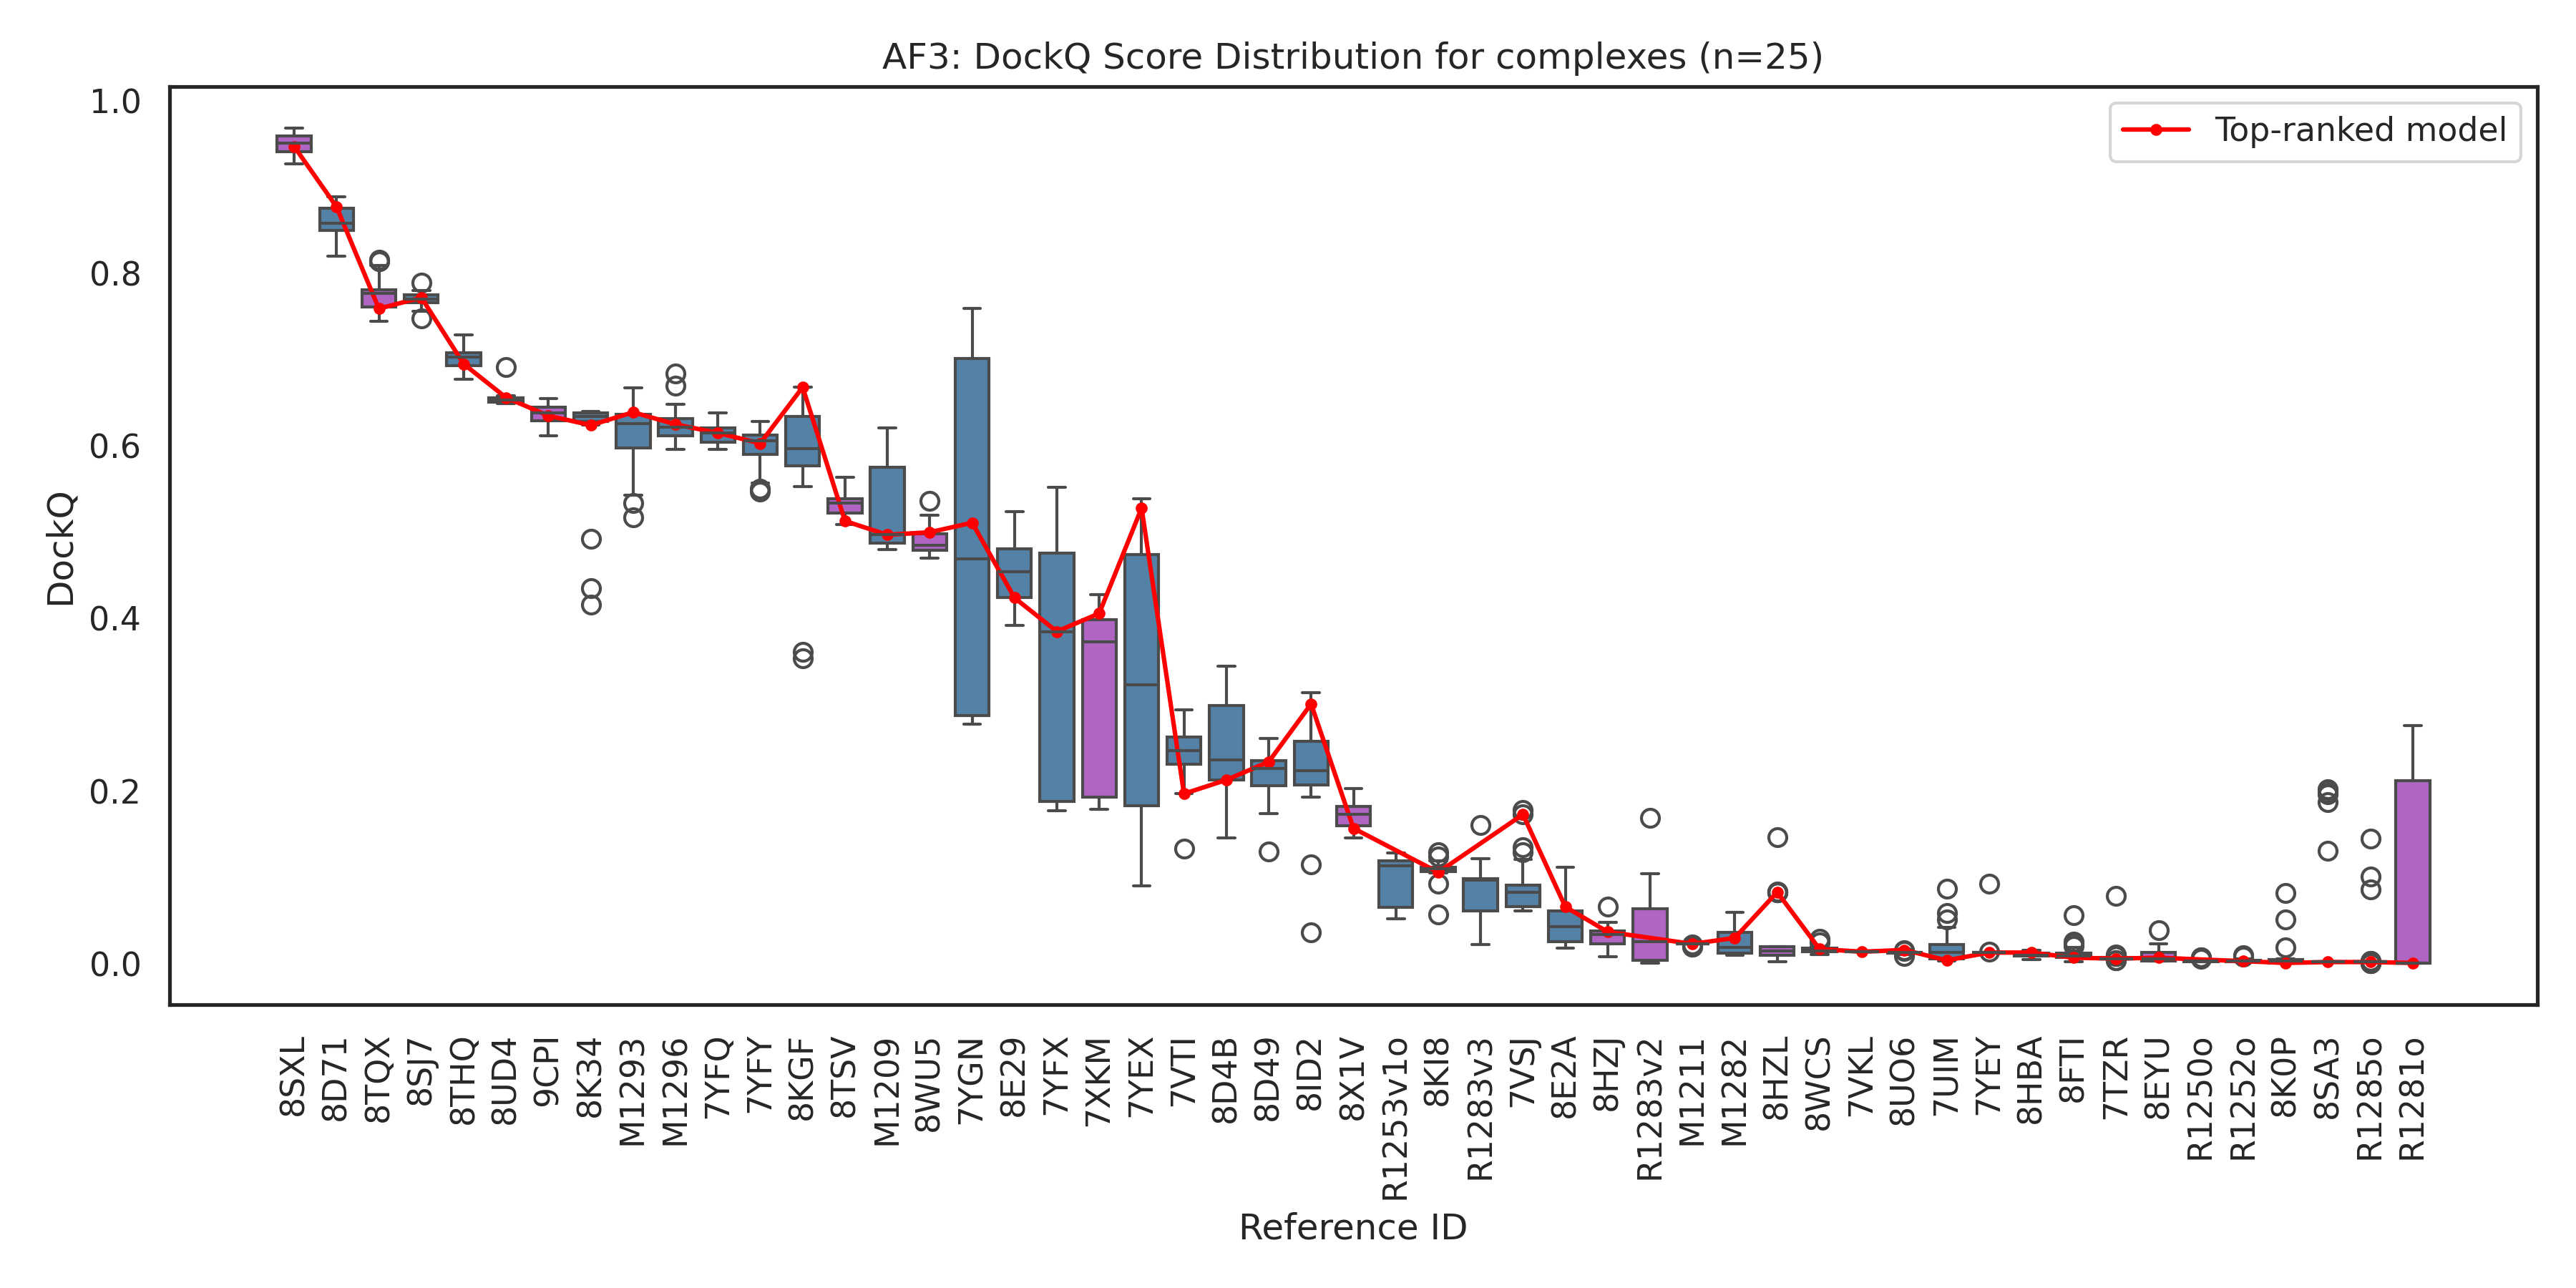 AF3: DockQ Score Distribution for complexes (n=25)
Top-ranked model
DockQ
1.0
0.8
0.6
0.4
0.2
0.0
8SXL
8D71
8TQX
8SJ7
8THQ
8UD4
9CPI
8K34
M1293
M1296
7YFQ
7YFY
8KGF
8TSV
M1209
8WU5
7YGN
8E29
7YFX
7XKM
7YEX
7VTI
8D4B
8D49
8ID2
8X1V
R1253v1o
8KI8
R1283v3
7VSJ
8E2A
8HZJ
R1283v2
M1211
M1282
8HZL
8WCS
7VKL
8UO6
7UIM
7YEY
8HBA
8FTI
7TZR
8EYU
R1250o
R1252o
8K0P
8SA3
R1285o
R1281o
Reference ID